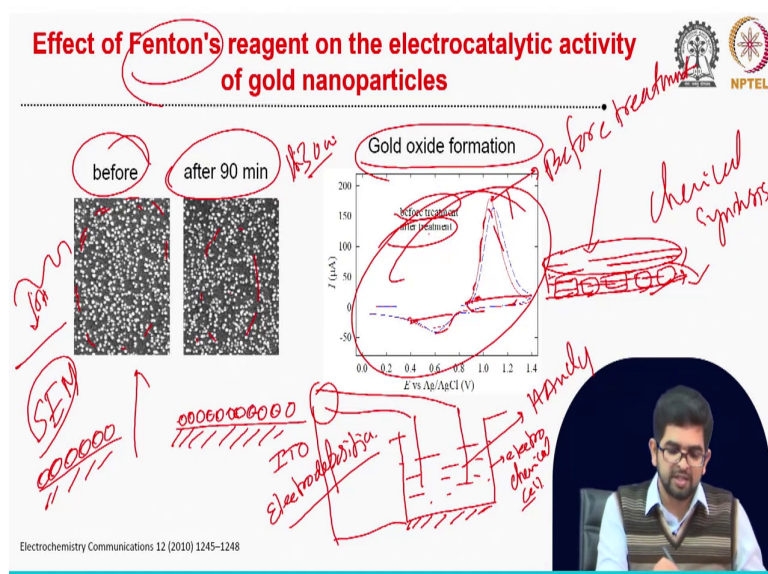 Effect of Fenton's reagent on the electrocatalytic activity
of gold nanoparticles
NPTEL
before
after 90 min
Gold oxide formation
Before treatment
chemical
synthesis
before treatment
after treatment
200
150
100
50
0
-50
I (μA)
0.0 0.2 0.4 0.6 0.8 1.0 1.2 1.4
E vs Ag/AgCl (V)
SEM
ITO
Electrodeposition.
electro
chemical
cell
Electrochemistry Communications 12 (2010) 1245–1248